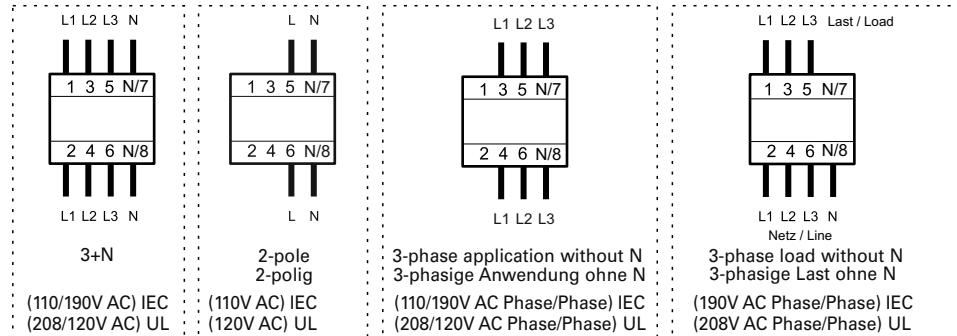 L1 L2 L3 N
1 3 5 N/7
2 4 6 N/8
L1 L2 L3 N
3+N
(110/190V AC) IEC
(208/120V AC) UL
L N
1 3 5 N/7
2 4 6 N/8
L N
2-pole
2-polig
(110V AC) IEC
(120V AC) UL
L1 L2 L3
1 3 5 N/7
2 4 6 N/8
L1 L2 L3
3-phase application without N
3-phasige Anwendung ohne N
(110/190V AC Phase/Phase) IEC
(208/120V AC Phase/Phase) UL
L1 L2 L3 Last / Load
1 3 5 N/7
2 4 6 N/8
L1 L2 L3 N
Netz / Line
3-phase load without N
3-phasige Last ohne N
(190V AC Phase/Phase) IEC
(208V AC Phase/Phase) UL